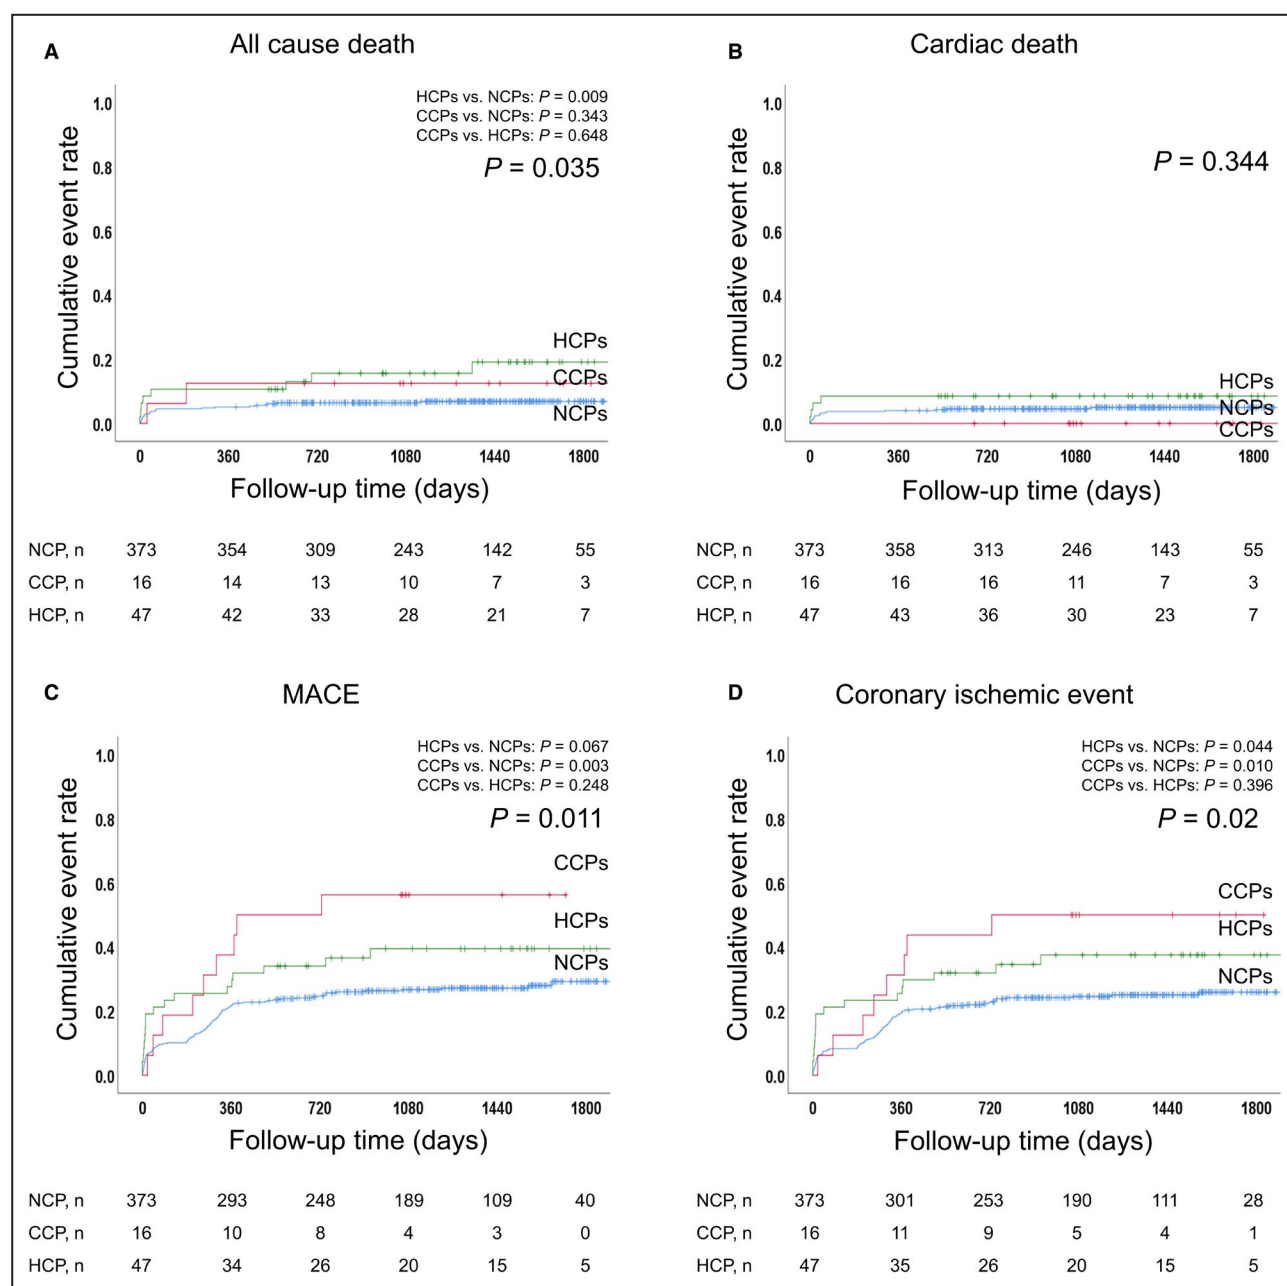 A
All cause death
HCPs vs. NCPs: P = 0.009
CCPs vs. NCPs: P = 0.343
CCPs vs. HCPs: P = 0.648
P = 0.035
Cumulative event rate
1.0
0.8
0.6
0.4
0.2
0.0
HCPs
CCPs
NCPs
0 360 720 1080 1440 1800
Follow-up time (days)
NCP, n 373 354 309 243 142 55
CCP, n 16 14 13 10 7 3
HCP, n 47 42 33 28 21 7
B
Cardiac death
P = 0.344
Cumulative event rate
1.0
0.8
0.6
0.4
0.2
0.0
HCPs
NCPs
CCPs
0 360 720 1080 1440 1800
Follow-up time (days)
NCP, n 373 358 313 246 143 55
CCP, n 16 16 16 11 7 3
HCP, n 47 43 36 30 23 7
C
MACE
HCPs vs. NCPs: P = 0.067
CCPs vs. NCPs: P = 0.003
CCPs vs. HCPs: P = 0.248
P = 0.011
Cumulative event rate
1.0
0.8
0.6
0.4
0.2
0.0
CCPs
HCPs
NCPs
0 360 720 1080 1440 1800
Follow-up time (days)
NCP, n 373 293 248 189 109 40
CCP, n 16 10 8 4 3 0
HCP, n 47 34 26 20 15 5
D
Coronary ischemic event
HCPs vs. NCPs: P = 0.044
CCPs vs. NCPs: P = 0.010
CCPs vs. HCPs: P = 0.396
P = 0.02
Cumulative event rate
1.0
0.8
0.6
0.4
0.2
0.0
CCPs
HCPs
NCPs
0 360 720 1080 1440 1800
Follow-up time (days)
NCP, n 373 301 253 190 111 28
CCP, n 16 11 9 5 4 1
HCP, n 47 35 26 20 15 5